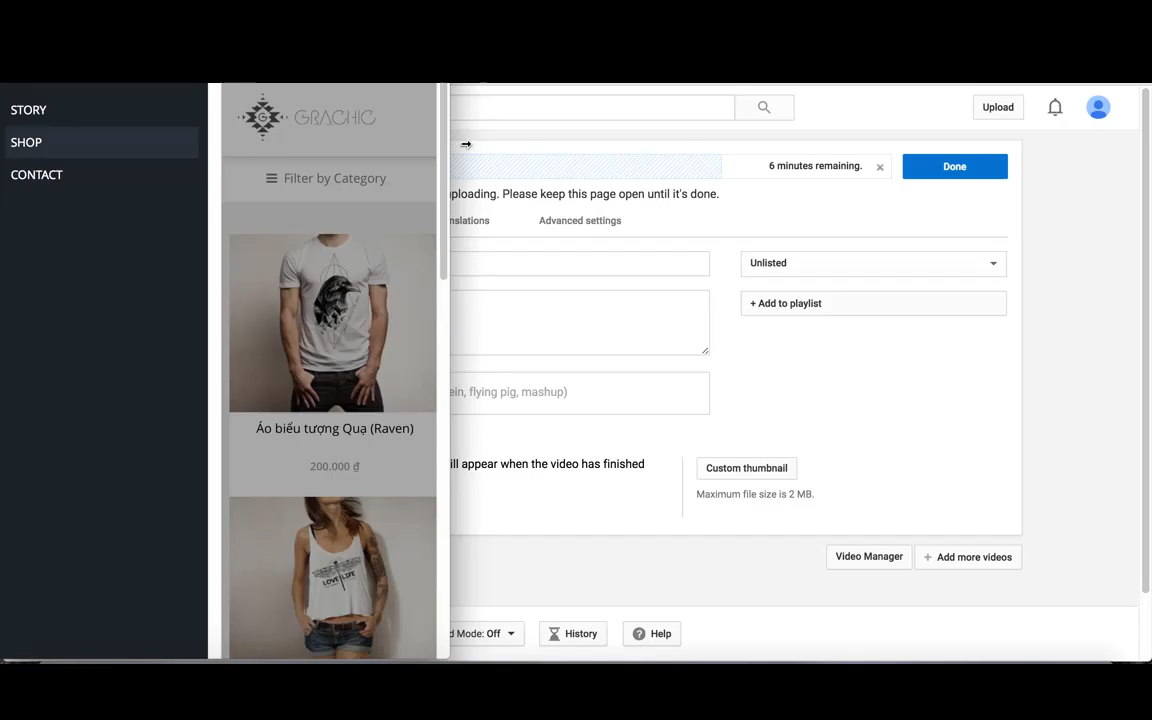 STORY
SHOP
CONTACT
GRACHIC
Filter by Category
Áo biểu tượng Quạ (Raven)
200.000 ₫
LOVE LIFE
Upload
6 minutes remaining.
Done
uploading. Please keep this page open until it's done.
nslations
Advanced settings
Unlisted
+ Add to playlist
ein, flying pig, mashup)
ill appear when the video has finished
Custom thumbnail
Maximum file size is 2 MB.
Video Manager
+ Add more videos
d Mode: Off
History
Help